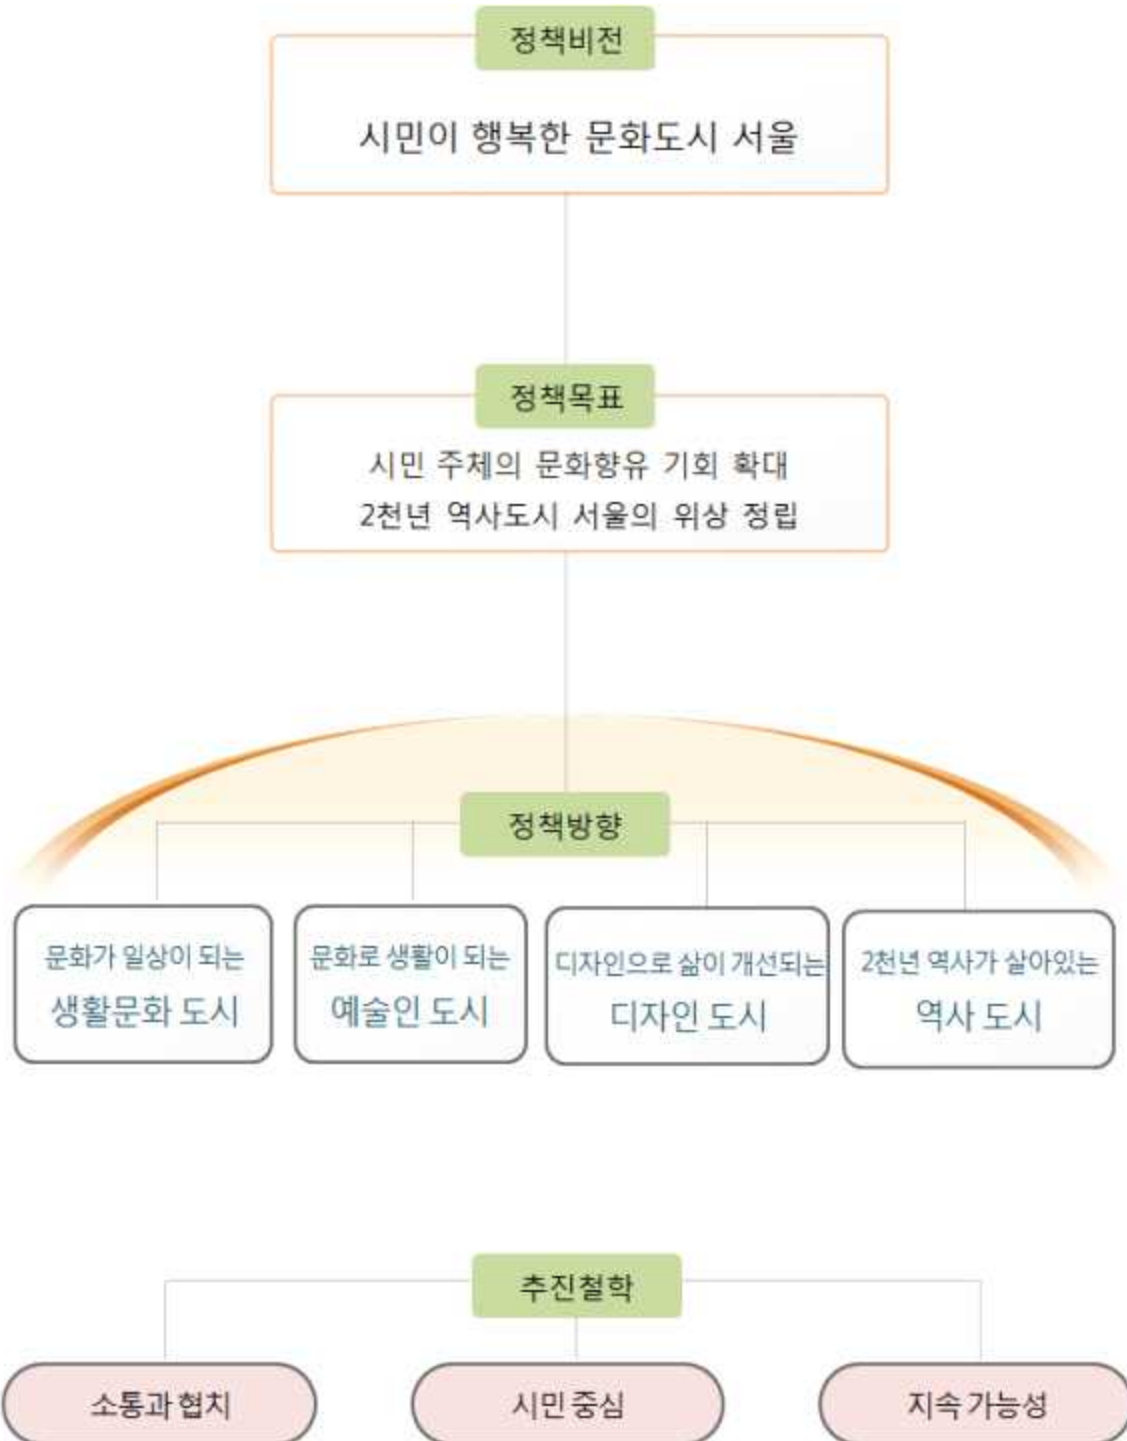 정책비전
시민이 행복한 문화도시 서울
정책목표
시민 주체의 문화향유 기회 확대
2천년 역사도시 서울의 위상 정립
정책방향
문화가 일상이 되는
생활문화 도시
문화로 생활이 되는
예술인 도시
디자인으로 삶이 개선되는
디자인 도시
2천년 역사가 살아있는
역사 도시
추진철학
소통과 협치
시민 중심
지속 가능성